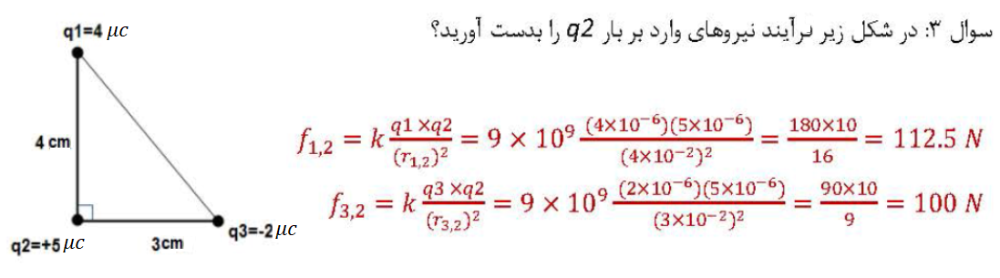 سوال ۳: در شکل زیر برآیند نیروهای وارد بر بار q2 را بدست آورید؟
q1=4 μc
4 cm
q2=+5 μc
3cm
q3=-2 μc
f₁,₂ = k (q1 ×q2)/(r₁,₂)² = 9 × 10⁹ ((4×10⁻⁶)(5×10⁻⁶))/(4×10⁻²)² = (180×10)/16 = 112.5 N
f₃,₂ = k (q3 ×q2)/(r₃,₂)² = 9 × 10⁹ ((2×10⁻⁶)(5×10⁻⁶))/(3×10⁻²)² = (90×10)/9 = 100 N